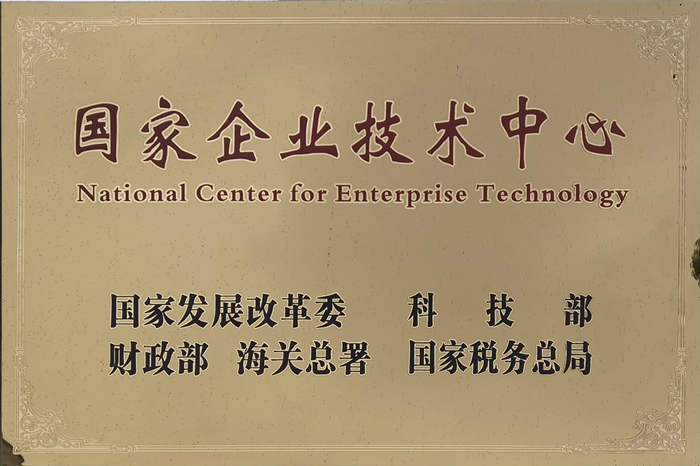 国家企业技术中心
National Center for Enterprise Technology
国家发展改革委 科技部
财政部 海关总署 国家税务总局